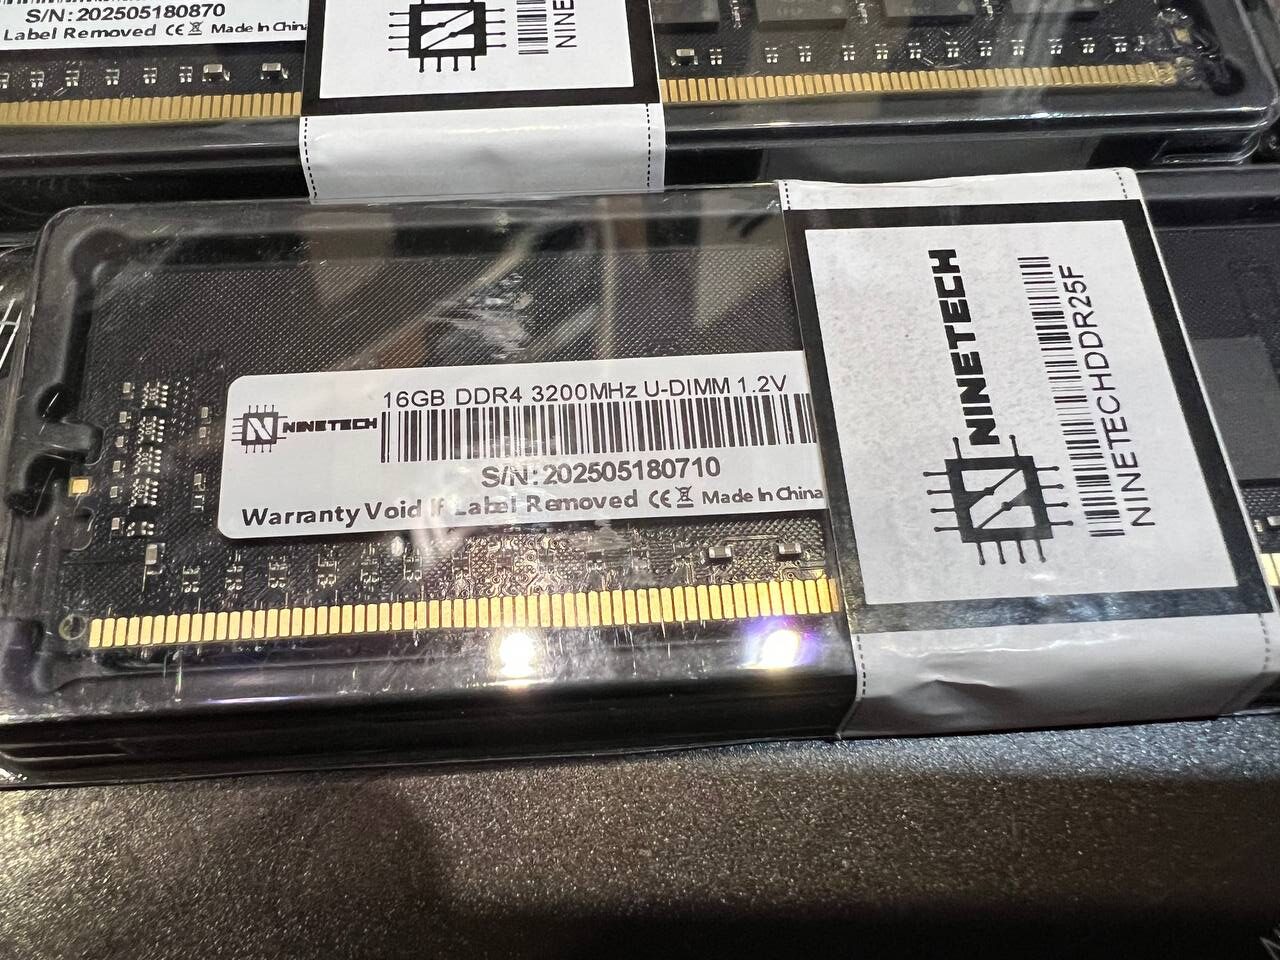 S/N: 202505180870
Label Removed CE Made In China
NINE
16GB DDR4 3200MHz U-DIMM 1.2V
NINETECH
S/N: 202505180710
Warranty Void If Label Removed CE Made In China
NINETECH
NINETECHDDR25F